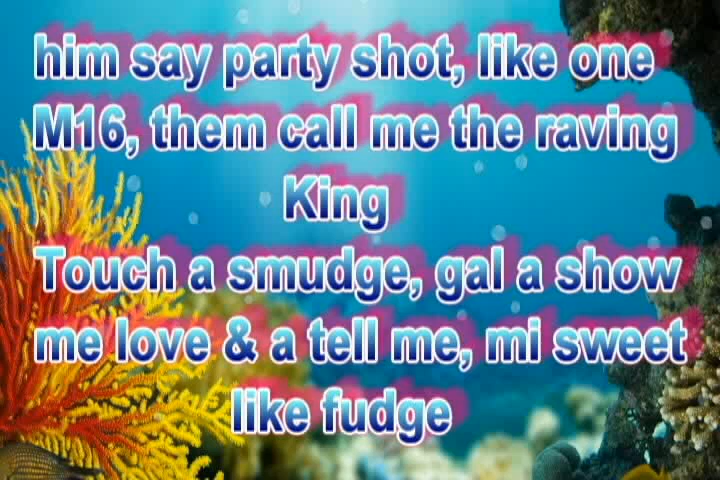 him say party shot, like one
M16, them call me the raving
King
Touch a smudge, gal a show
me love & a tell me, mi sweet
like fudge